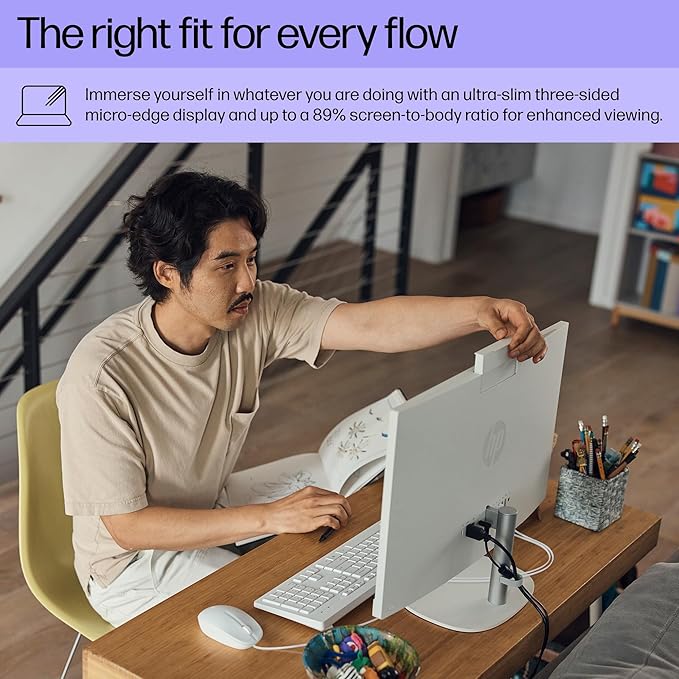 The right fit for every flow
Immerse yourself in whatever you are doing with an ultra-slim three-sided
micro-edge display and up to a 89% screen-to-body ratio for enhanced viewing.
hp